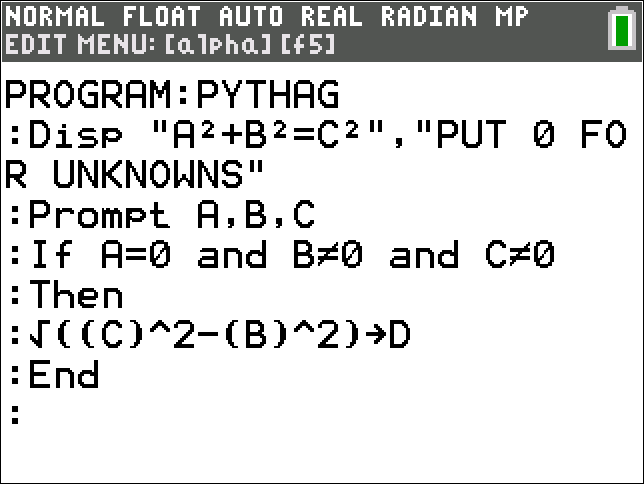 NORMAL FLOAT AUTO REAL RADIAN MP
EDIT MENU: [alpha] [f5]
PROGRAM:PYTHAG
:Disp "A²+B²=C²","PUT 0 FO
R UNKNOWNS"
:Prompt A,B,C
:If A=0 and B≠0 and C≠0
:Then
:√((C)^2-(B)^2)→D
:End
: